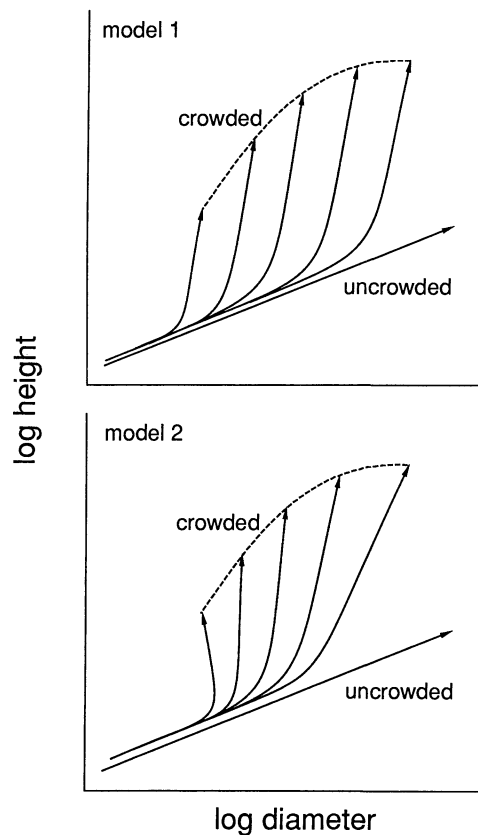 model 1
crowded
uncrowded
log height
model 2
crowded
uncrowded
log diameter